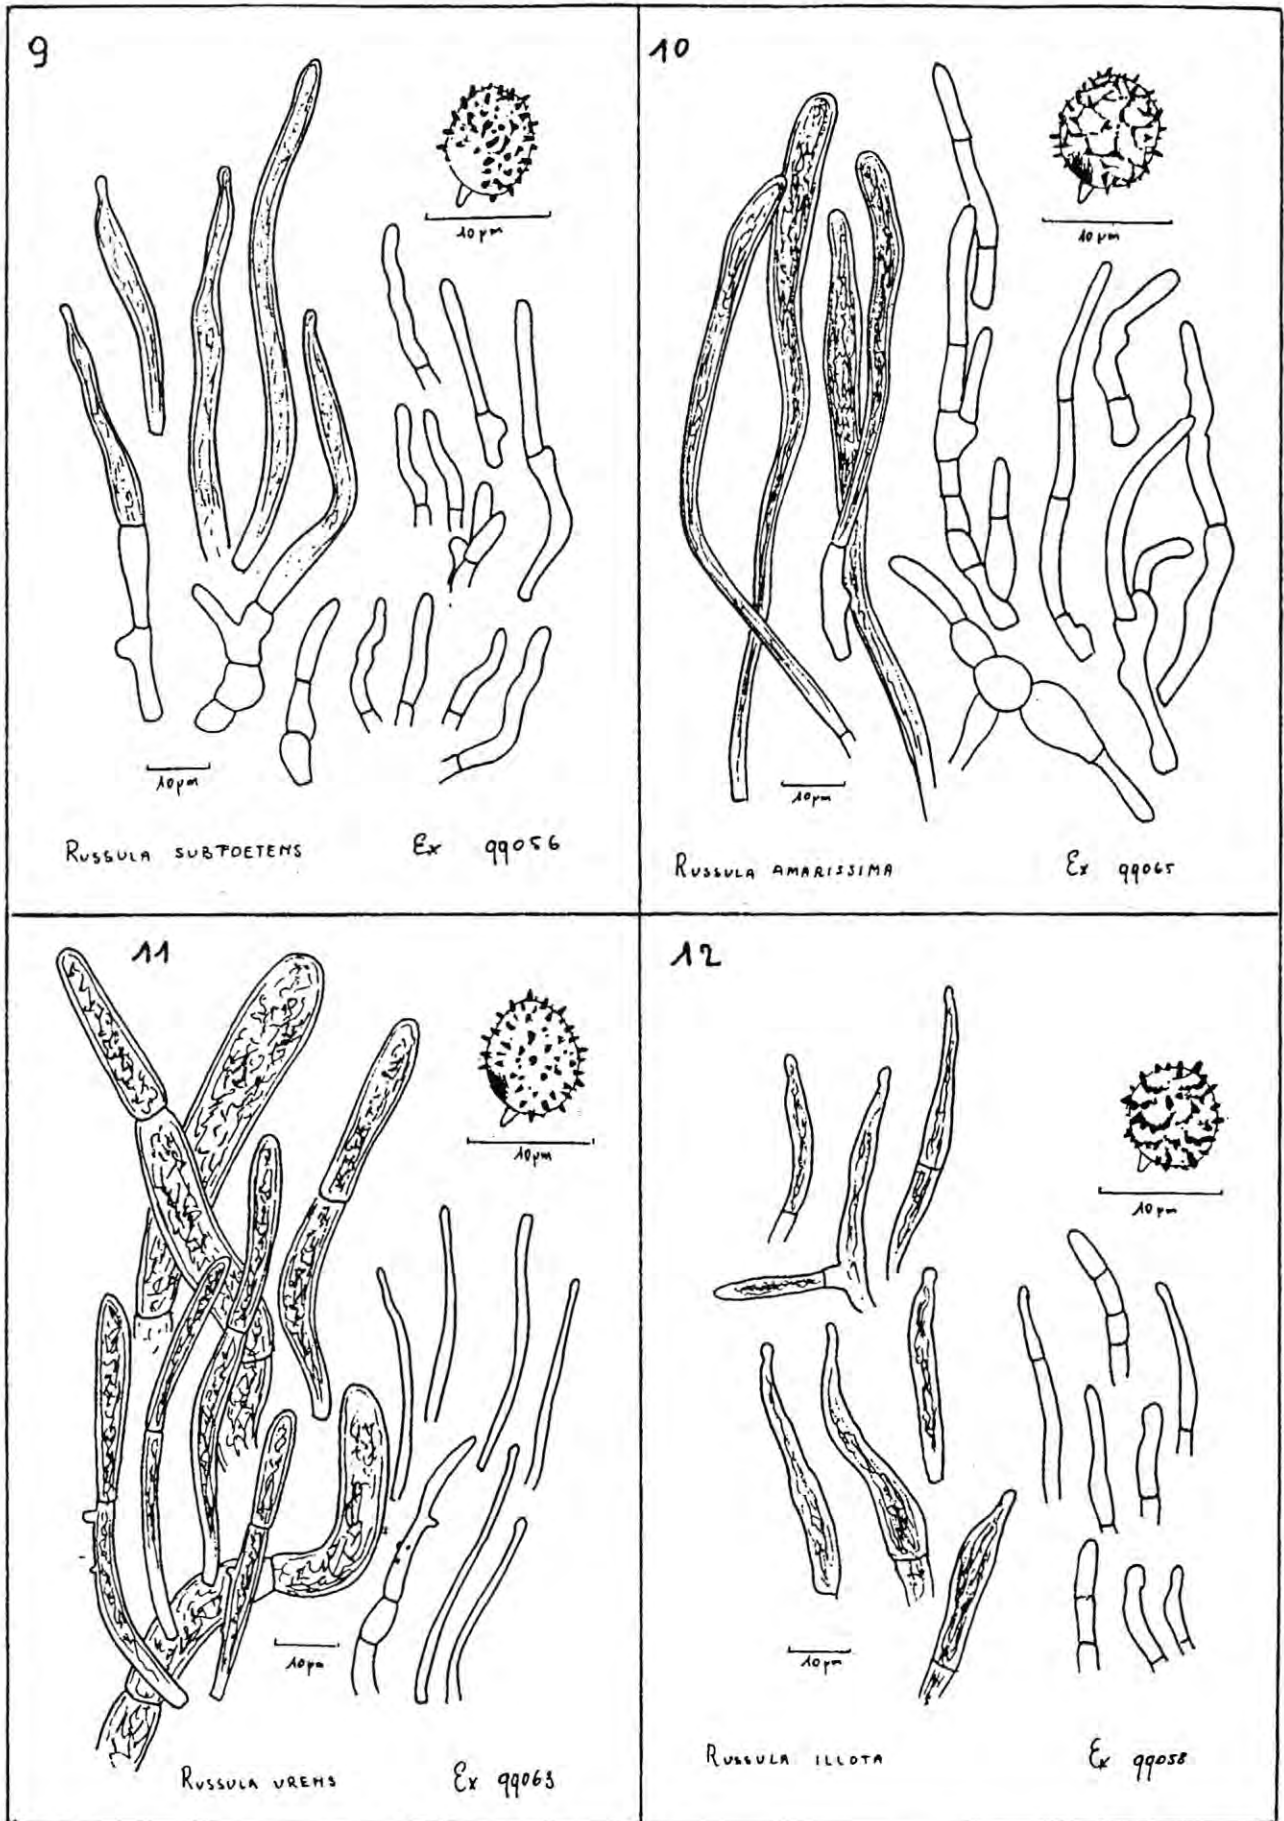 9
10 µm
10 µm
RUSSULA SUBFOETENS Ex 99056
10
10 µm
10 µm
RUSSULA AMARISSIMA Ex 99065
11
10 µm
10 µm
RUSSULA URENS Ex 99063
12
10 µm
10 µm
RUSSULA ILLOTA Ex 99058